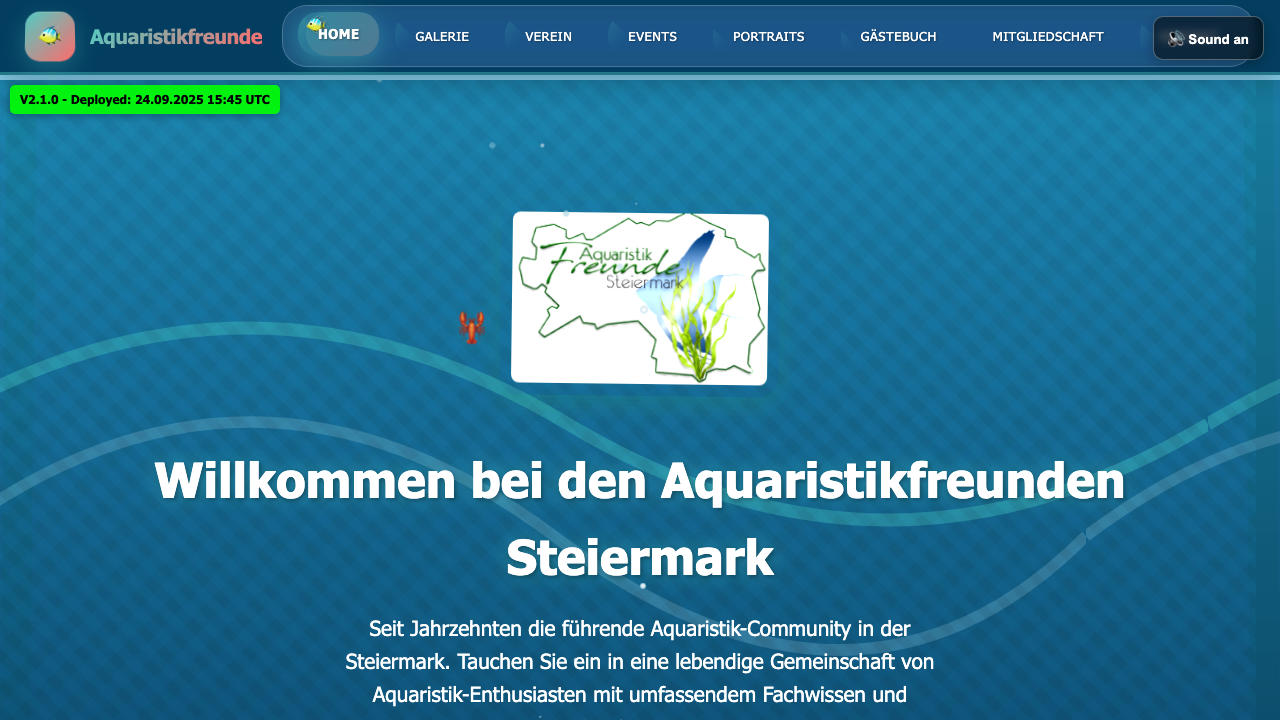 Aquaristikfreunde
HOME
GALERIE
VEREIN
EVENTS
PORTRAITS
GÄSTEBUCH
MITGLIEDSCHAFT
Sound an
V2.1.0 - Deployed: 24.09.2025 15:45 UTC
Aquaristik
Freunde
Steiermark
Willkommen bei den Aquaristikfreunden
Steiermark
Seit Jahrzehnten die führende Aquaristik-Community in der
Steiermark. Tauchen Sie ein in eine lebendige Gemeinschaft von
Aquaristik-Enthusiasten mit umfassendem Fachwissen und